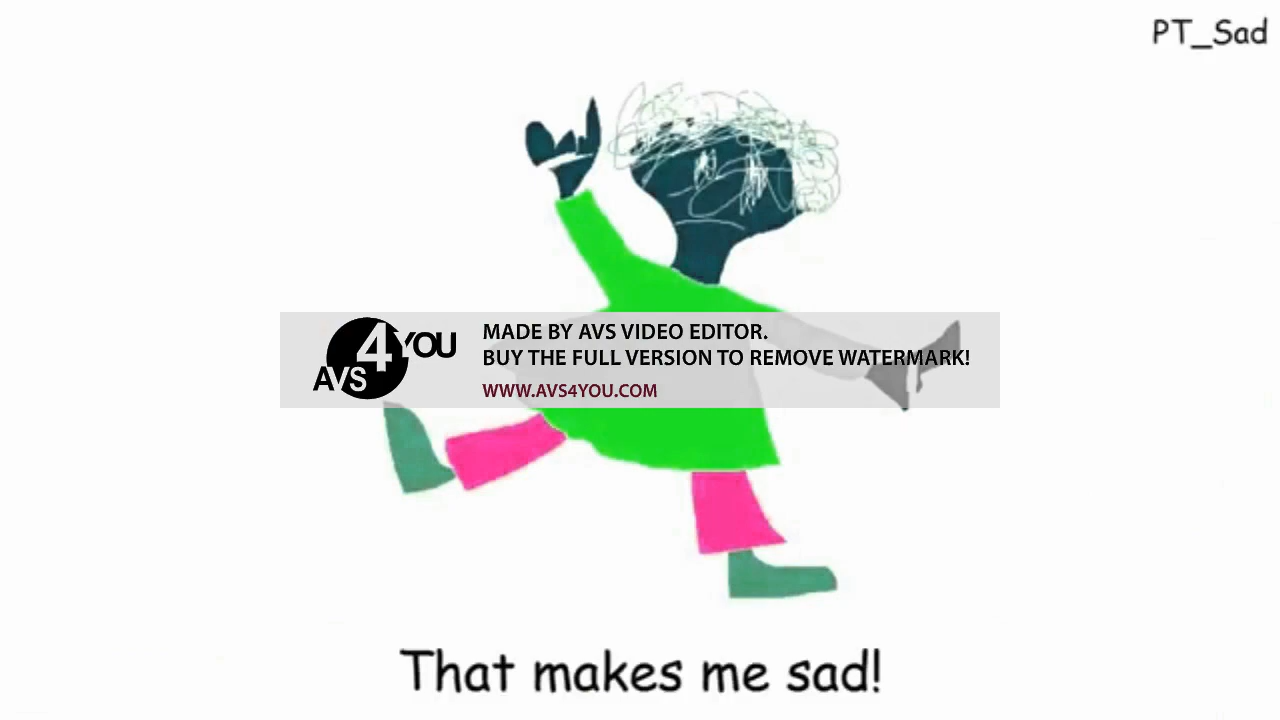 PT_Sad
AVS4YOU
MADE BY AVS VIDEO EDITOR.
BUY THE FULL VERSION TO REMOVE WATERMARK!
WWW.AVS4YOU.COM
That makes me sad!